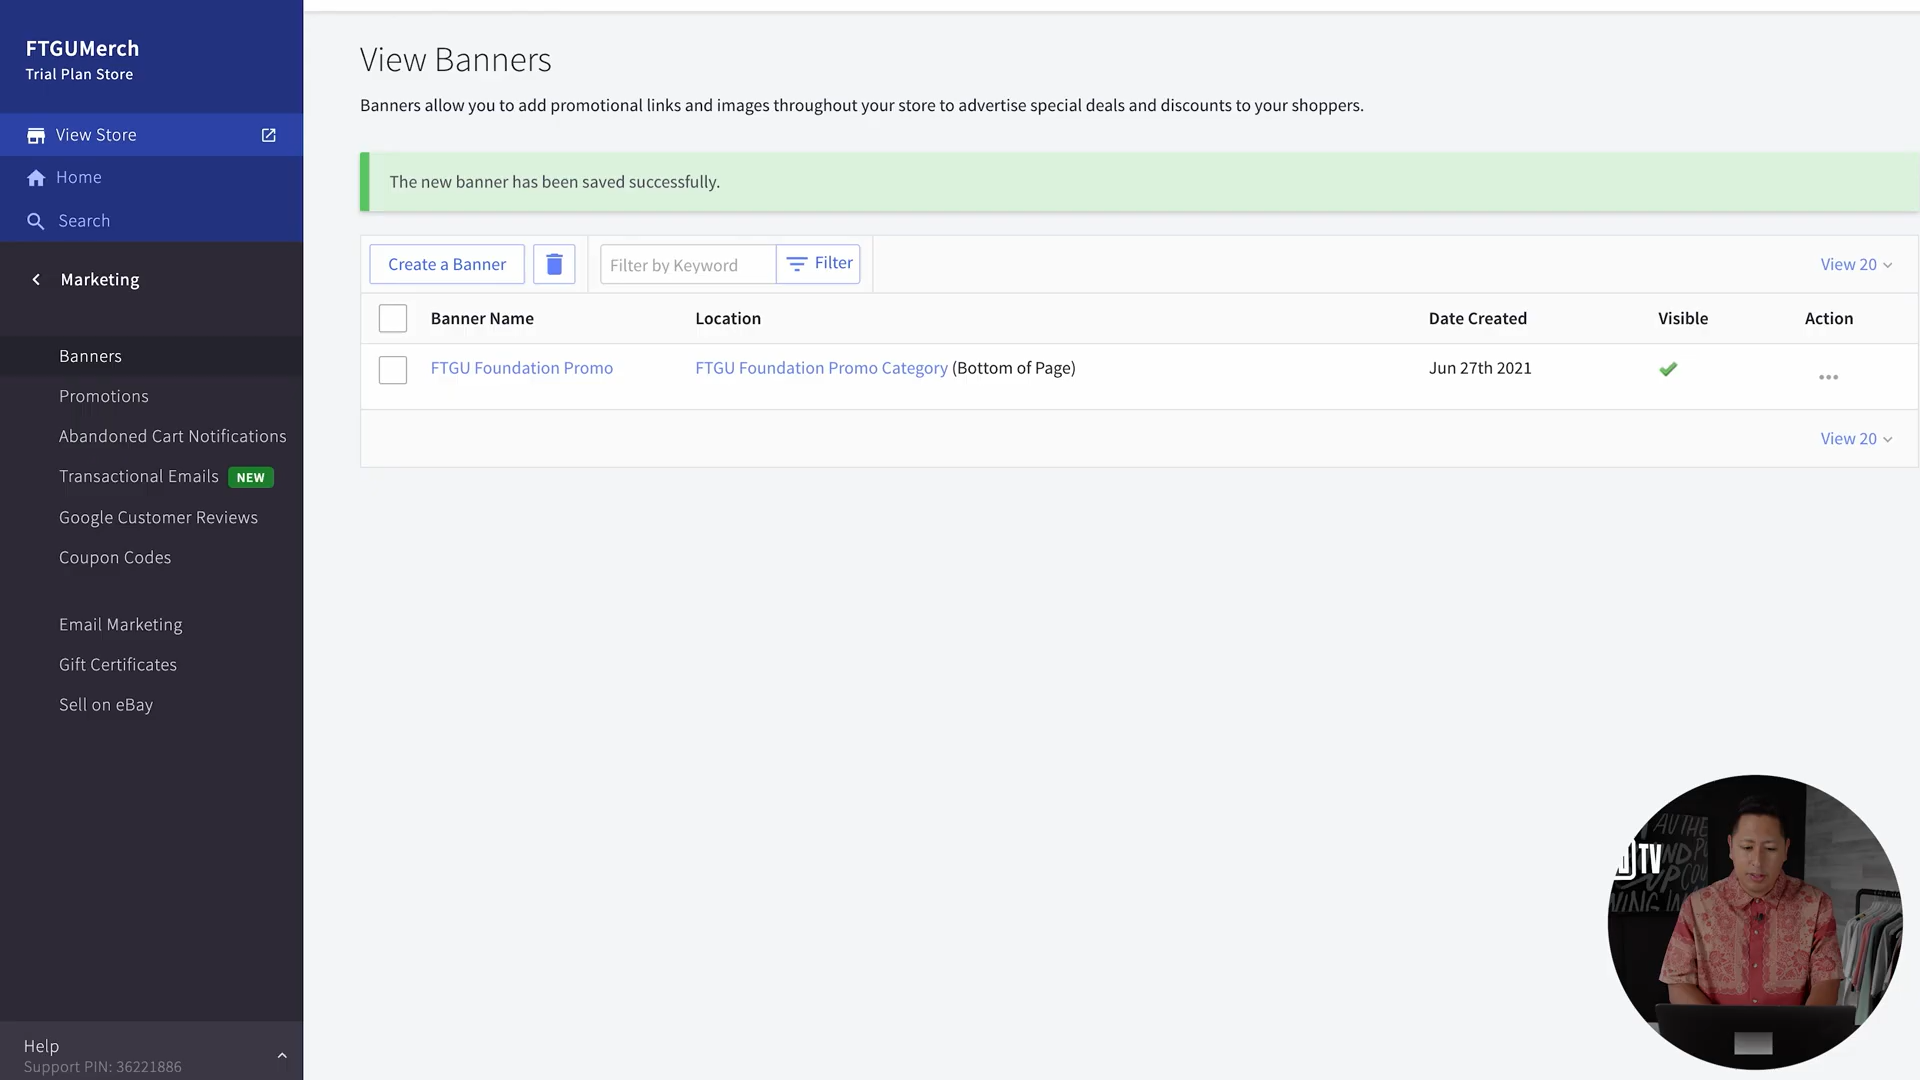 FTGUMerch
Trial Plan Store
View Store
Home
Search
Marketing
Banners
Promotions
Abandoned Cart Notifications
Transactional Emails NEW
Google Customer Reviews
Coupon Codes
Email Marketing
Gift Certificates
Sell on eBay
Help
Support PIN: 36221886
View Banners
Banners allow you to add promotional links and images throughout your store to advertise special deals and discounts to your shoppers.
The new banner has been saved successfully.
Create a Banner Filter by Keyword Filter View 20
Banner Name Location Date Created Visible Action
FTGU Foundation Promo FTGU Foundation Promo Category (Bottom of Page) Jun 27th 2021
View 20
TV